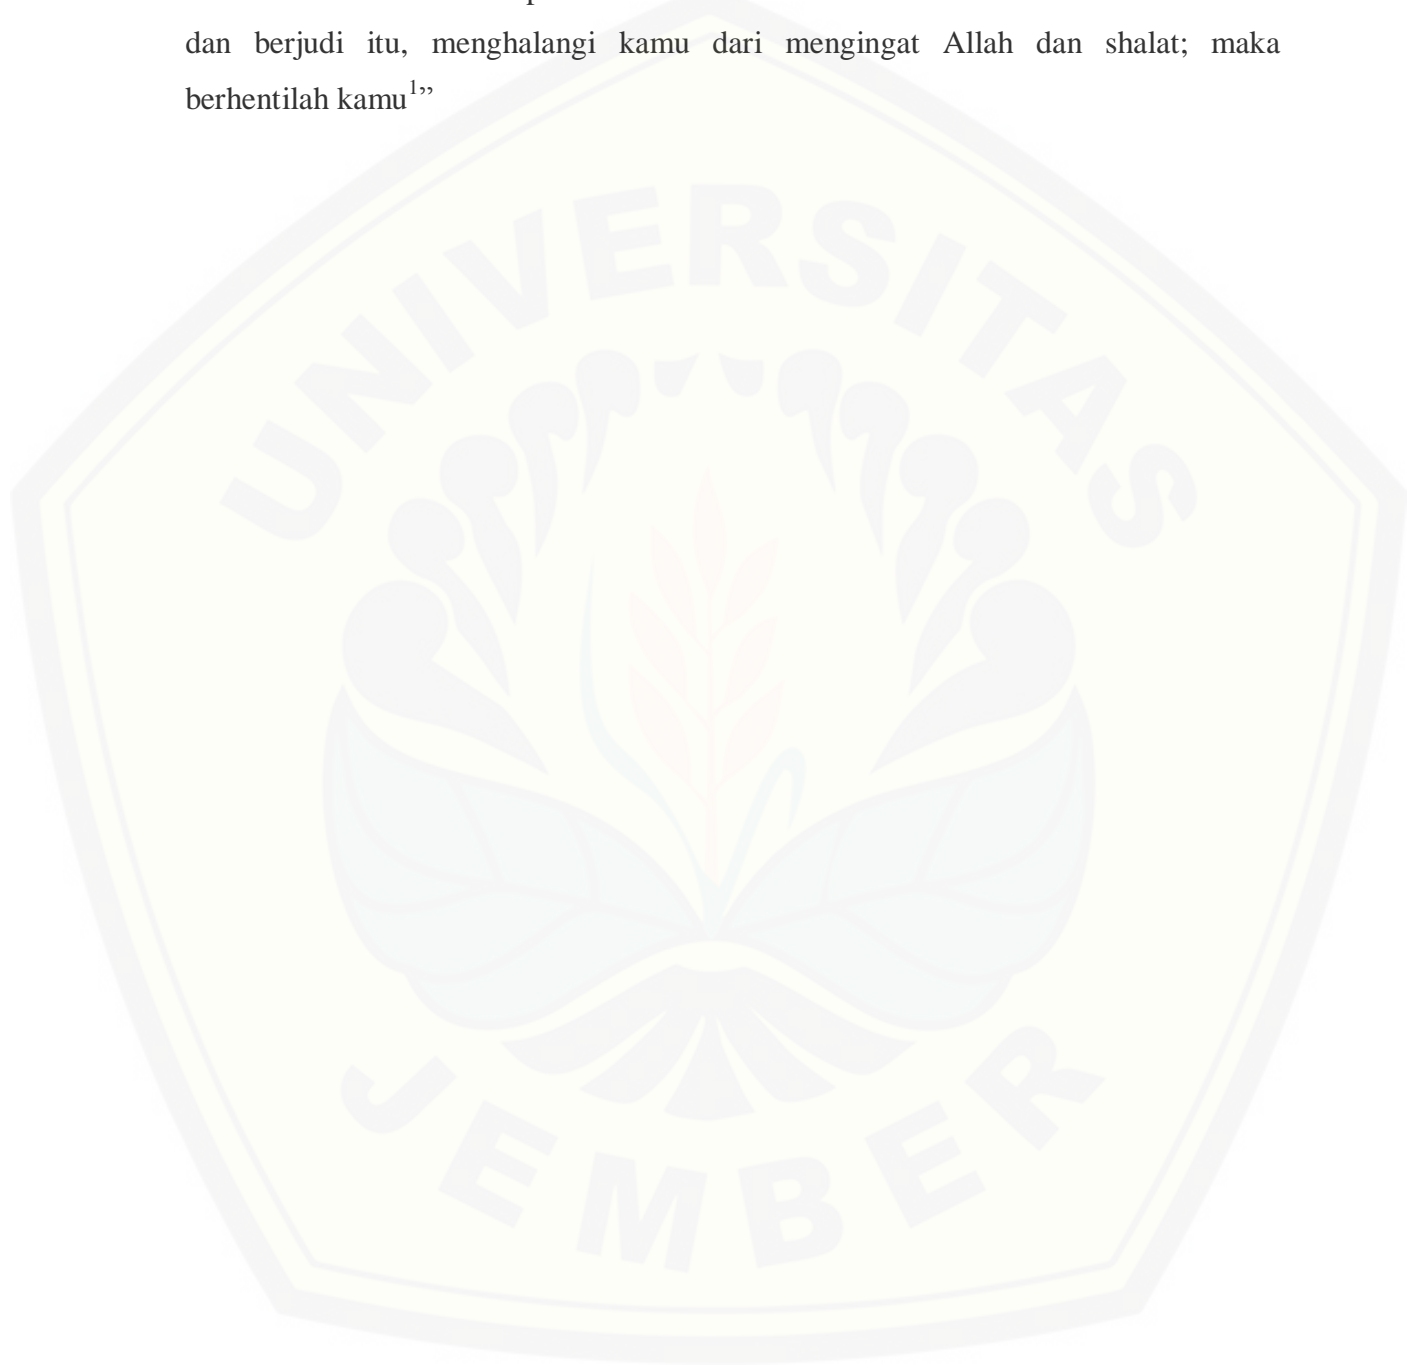 dan berjudi itu, menghalangi kamu dari mengingat Allah dan shalat; maka
berhentilah kamu¹”
UNIVERSITAS
JEMBER